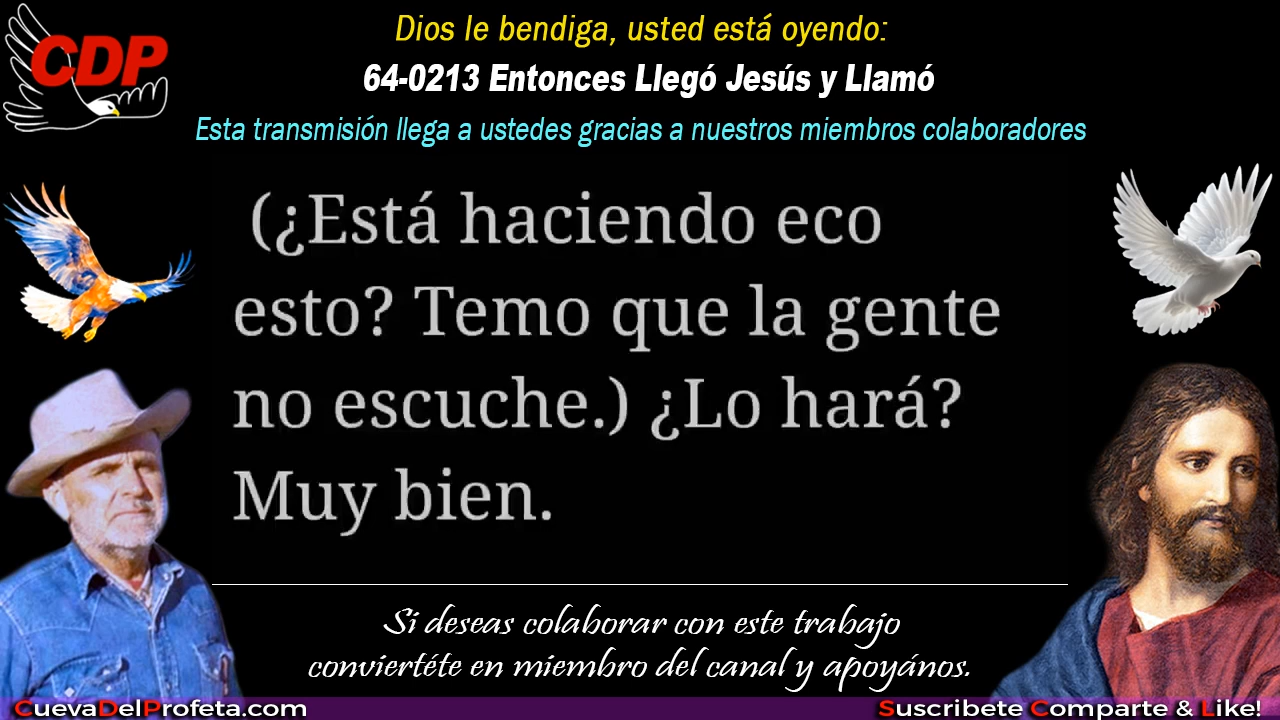 CDP
Dios le bendiga, usted está oyendo:
64-0213 Entonces Llegó Jesús y Llamó
Esta transmisión llega a ustedes gracias a nuestros miembros colaboradores
(¿Está haciendo eco
esto? Temo que la gente
no escuche.) ¿Lo hará?
Muy bien.
Si deseas colaborar con este trabajo
conviertéte en miembro del canal y apoyános.
CuevaDelProfeta.com
Suscribete Comparte & Like!